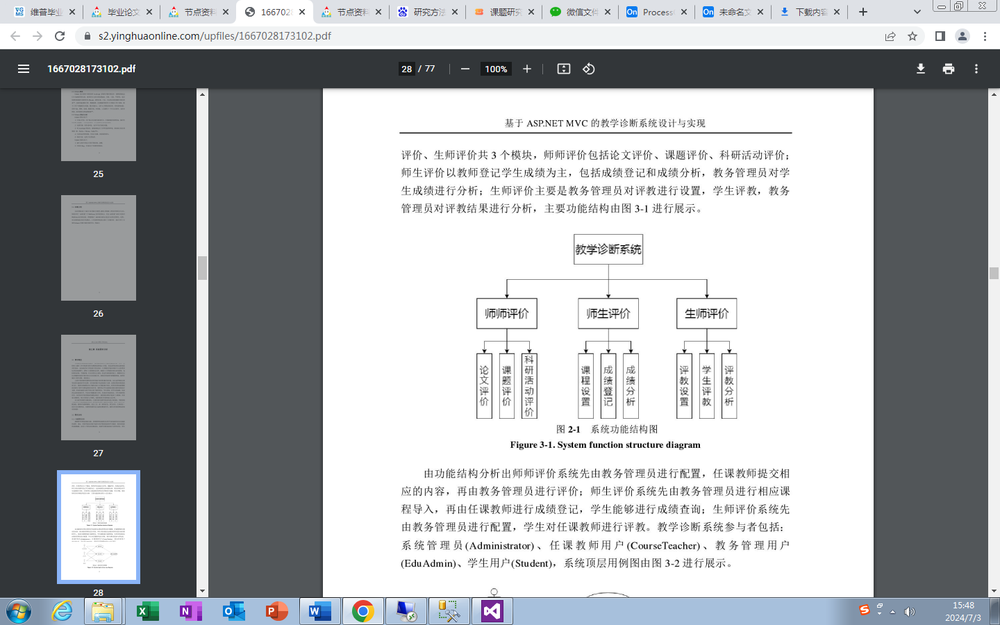 维普毕业
毕业论文
节点资料
166702
节点资料
研究方法
课题研究
微信文件
Process
未命名文
下载内容
s2.yinghuaonline.com/upfiles/1667028173102.pdf
1667028173102.pdf
28 / 77
100%
25
26
27
28
基于 ASP.NET MVC 的教学诊断系统设计与实现
评价、生师评价共 3 个模块，师师评价包括论文评价、课题评价、科研活动评价；
师生评价以教师登记学生成绩为主，包括成绩登记和成绩分析，教务管理员对学
生成绩进行分析；生师评价主要是教务管理员对评教进行设置，学生评教，教务
管理员对评教结果进行分析，主要功能结构由图 3-1 进行展示。
教学诊断系统
师师评价
师生评价
生师评价
论文评价
课题评价
科研活动评价
课程设置
成绩登记
成绩分析
评教设置
学生评教
评教分析
图 2-1 系统功能结构图
Figure 3-1. System function structure diagram
由功能结构分析出师师评价系统先由教务管理员进行配置，任课教师提交相
应的内容，再由教务管理员进行评价；师生评价系统先由教务管理员进行相应课
程导入，再由任课教师进行成绩登记，学生能够进行成绩查询；生师评价系统先
由教务管理员进行配置，学生对任课教师进行评教。教学诊断系统参与者包括：
系统管理员(Administrator)、任课教师用户(CourseTeacher)、教务管理用户
(EduAdmin)、学生用户(Student)，系统顶层用例图由图 3-2 进行展示。
15:48
2024/7/3